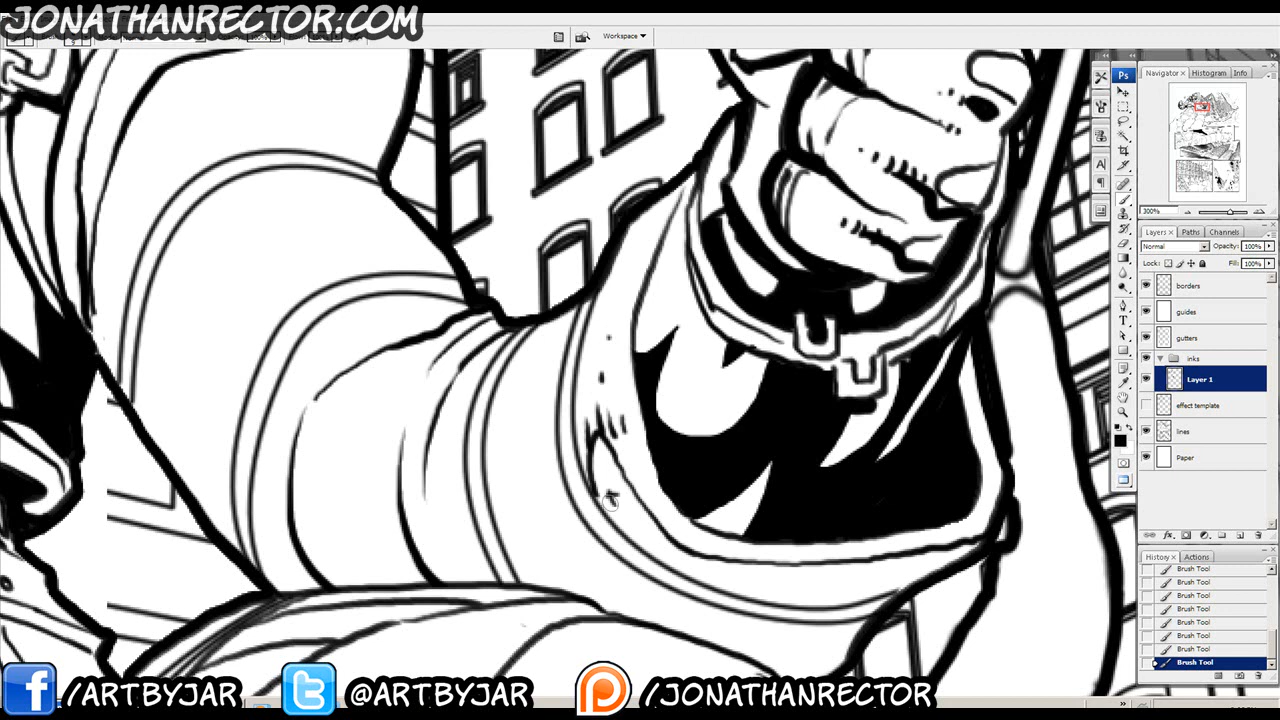 JONATHANRECTOR.COM
Workspace
Ps
Navigator × Histogram Info
300%
Layers × Paths Channels
Normal Opacity: 100%
Lock: Fill: 100%
borders
guides
gutters
inks
Layer 1
effect template
lines
Paper
History × Actions
Brush Tool
Brush Tool
Brush Tool
Brush Tool
Brush Tool
Brush Tool
Brush Tool
Brush Tool
/ARTBYJAR @ARTBYJAR /JONATHANRECTOR